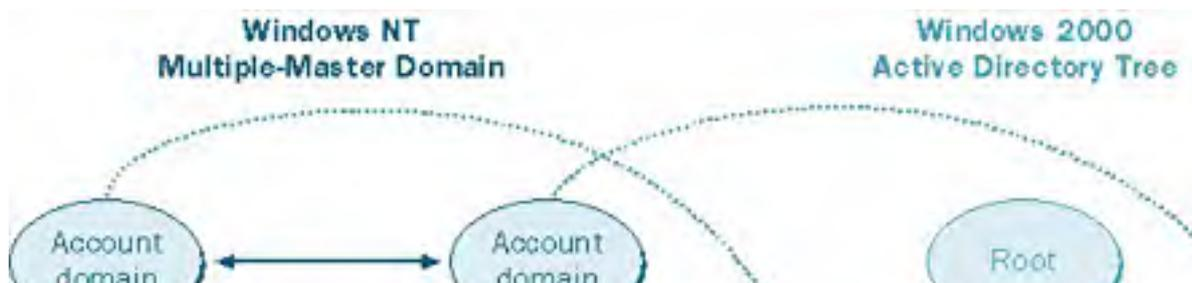 Windows NT
Multiple-Master Domain
Windows 2000
Active Directory Tree
Account
domain
Account
domain
Root